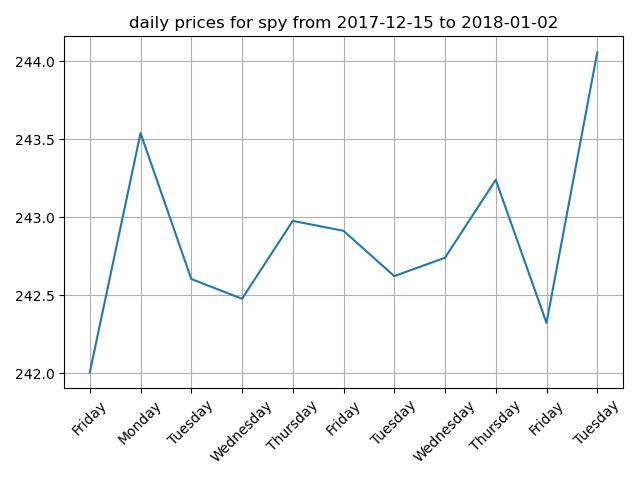 daily prices for spy from 2017-12-15 to 2018-01-02
244.0
243.5
243.0
242.5
242.0
Friday
Monday
Tuesday
Wednesday
Thursday
Friday
Tuesday
Wednesday
Thursday
Friday
Tuesday